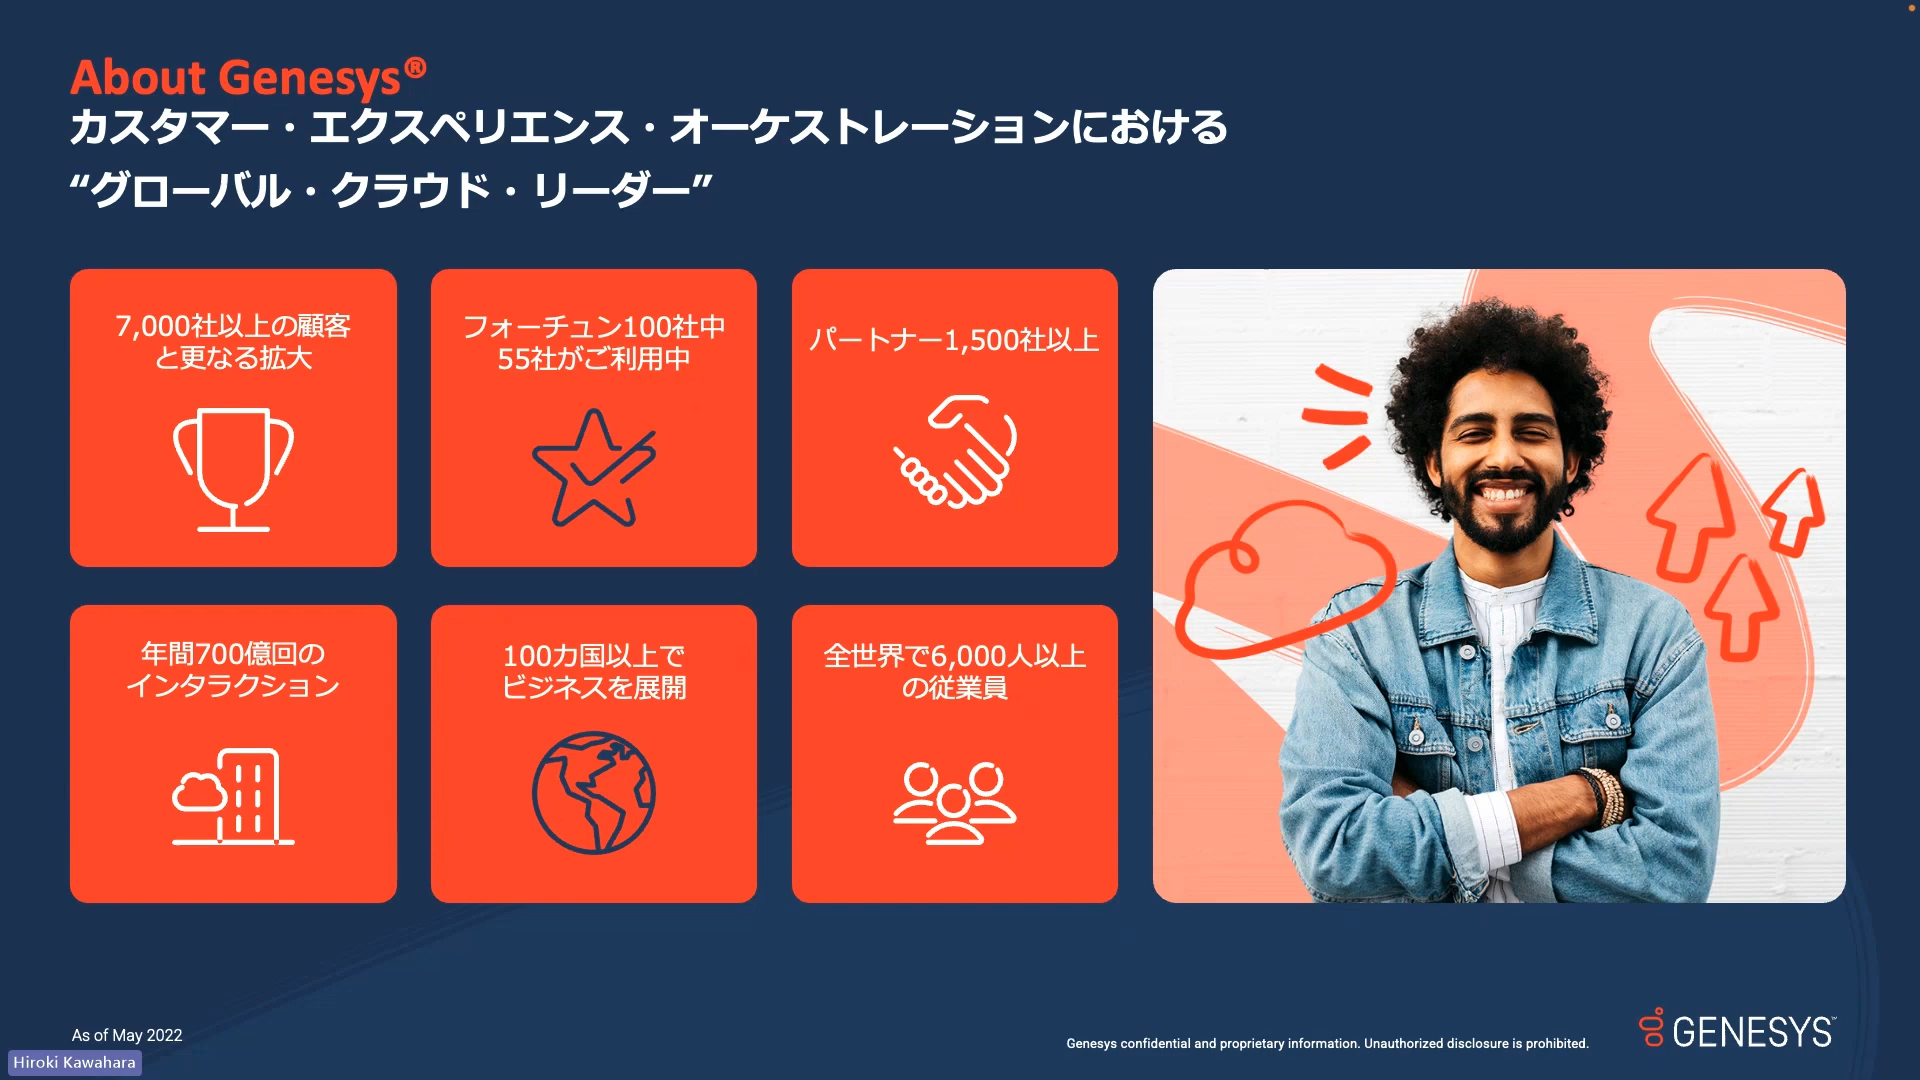 About Genesys®
カスタマー・エクスペリエンス・オーケストレーションにおける
“グローバル・クラウド・リーダー”
7,000社以上の顧客
と更なる拡大
フォーチュン100社中
55社がご利用中
パートナー1,500社以上
年間700億回の
インタラクション
100カ国以上で
ビジネスを展開
全世界で6,000人以上
の従業員
As of May 2022
Hiroki Kawahara
Genesys confidential and proprietary information. Unauthorized disclosure is prohibited.
GENESYS™